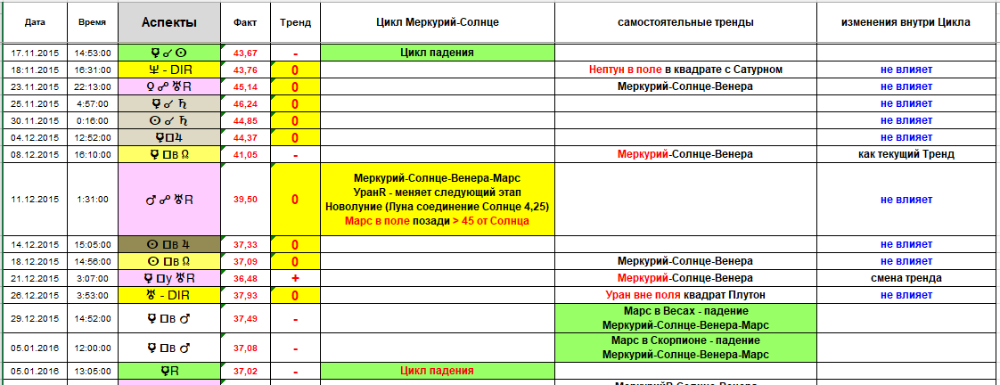 Дата Время Аспекты Факт Тренд Цикл Меркурий-Солнце самостоятельные тренды изменения внутри Цикла
17.11.2015 14:53:00 ☿ ☌ ☉ 43,67 - Цикл падения
18.11.2015 16:31:00 ♆ - DIR 43,76 0 Нептун в поле в квадрате с Сатурном не влияет
23.11.2015 22:13:00 ♀ ☍ ♅R 45,14 0 Меркурий-Солнце-Венера не влияет
25.11.2015 4:57:00 ☿ ☌ ♄ 46,24 0 не влияет
30.11.2015 0:16:00 ☉ ☌ ♄ 44,85 0 не влияет
04.12.2015 12:52:00 ☿□♃ 44,37 0 не влияет
08.12.2015 16:10:00 ☿ □в ☊ 41,05 - Меркурий-Солнце-Венера как текущий Тренд
11.12.2015 1:31:00 ♂ ☍ ♅R 39,50 0 Меркурий-Солнце-Венера-Марс
УранR - меняет следующий этап
Новолуние (Луна соединение Солнце 4,25)
Марс в поле позади > 45 от Солнца
не влияет
14.12.2015 15:05:00 ☉ □в ♃ 37,33 0 не влияет
18.12.2015 14:56:00 ☉ □в ☊ 37,09 0 Меркурий-Солнце-Венера не влияет
21.12.2015 3:07:00 ☿ □у ♅R 36,48 + Меркурий-Солнце-Венера смена тренда
26.12.2015 3:53:00 ♅ - DIR 37,93 0 Уран вне поля квадрат Плутон не влияет
29.12.2015 14:52:00 ☿ □в ♂ 37,49 - Марс в Весах - падение
Меркурий-Солнце-Венера-Марс
05.01.2016 12:00:00 ☿ □в ♂ 37,08 - Марс в Скорпионе - падение
Меркурий-Солнце-Венера-Марс
05.01.2016 13:05:00 ☿R 37,02 - Цикл падения